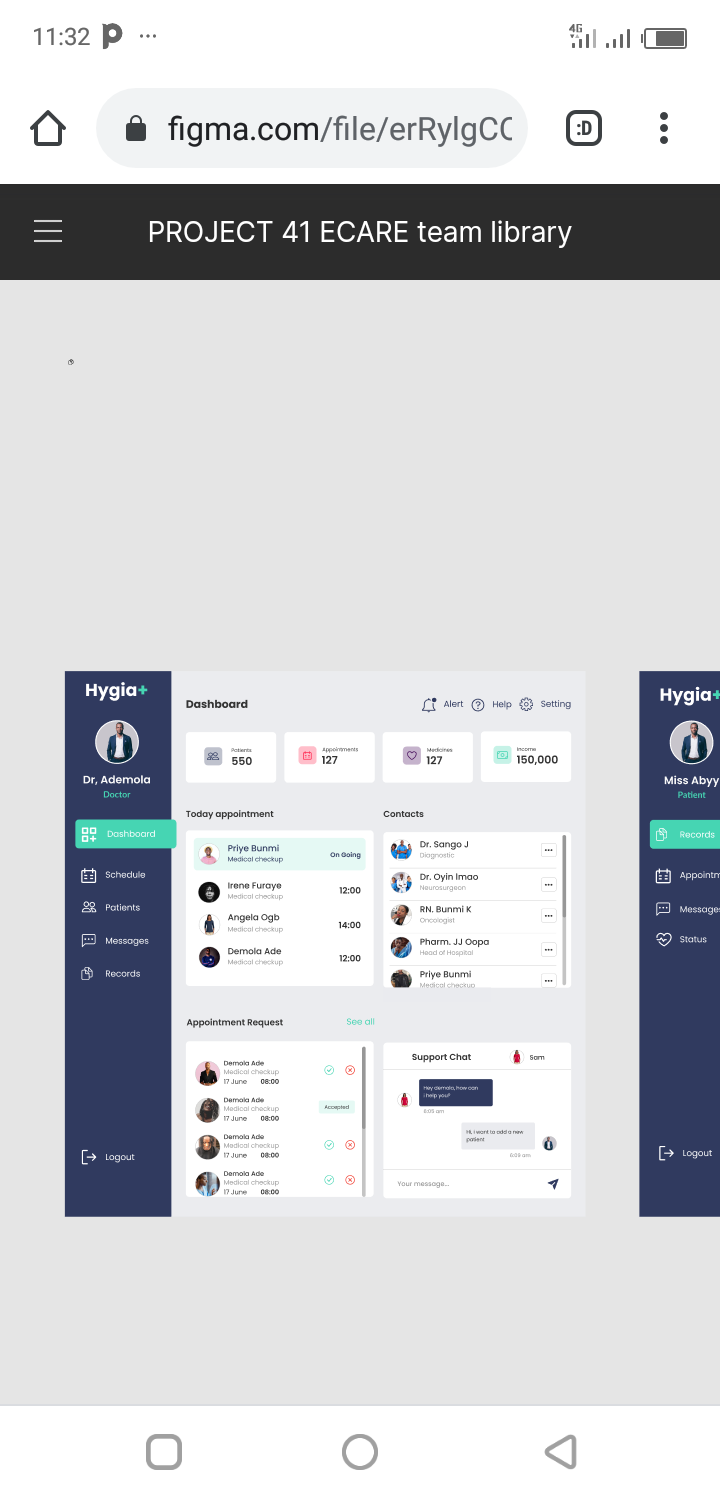 11:32
4G
figma.com/file/erRylgCC
:D
PROJECT 41 ECARE team library
Hygia+
Dr, Ademola
Doctor
Dashboard
Schedule
Patients
Messages
Records
Logout
Dashboard
Alert
Help
Setting
Patients
550
Appointments
127
Medicines
127
Income
150,000
Today appointment
Priye Bunmi
Medical checkup
On Going
Irene Furaye
Medical checkup
12:00
Angela Ogb
Medical checkup
14:00
Demola Ade
Medical checkup
12:00
Contacts
Dr. Sango J
Diagnostic
Dr. Oyin Imao
Neurosurgeon
RN. Bunmi K
Oncologist
Pharm. JJ Oopa
Head of Hospital
Priye Bunmi
Medical checkup
Appointment Request
See all
Demola Ade
Medical checkup
17 June 08:00
Demola Ade
Medical checkup
17 June 08:00
Accepted
Demola Ade
Medical checkup
17 June 08:00
Demola Ade
Medical checkup
17 June 08:00
Support Chat
Sam
Hey demola, how can
i help you?
6:00 am
Hi, i want to add a new
patient
6:09 am
Your message...
Hygia+
Miss Abyy
Patient
Records
Appointm
Messages
Status
Logout